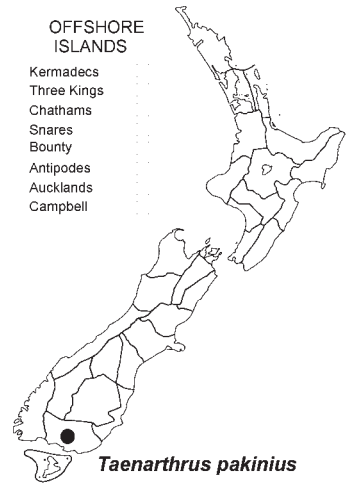 OFFSHORE
ISLANDS
Kermadecs
Three Kings
Chathams
Snares
Bounty
Antipodes
Aucklands
Campbell
Taenarthrus pakinius